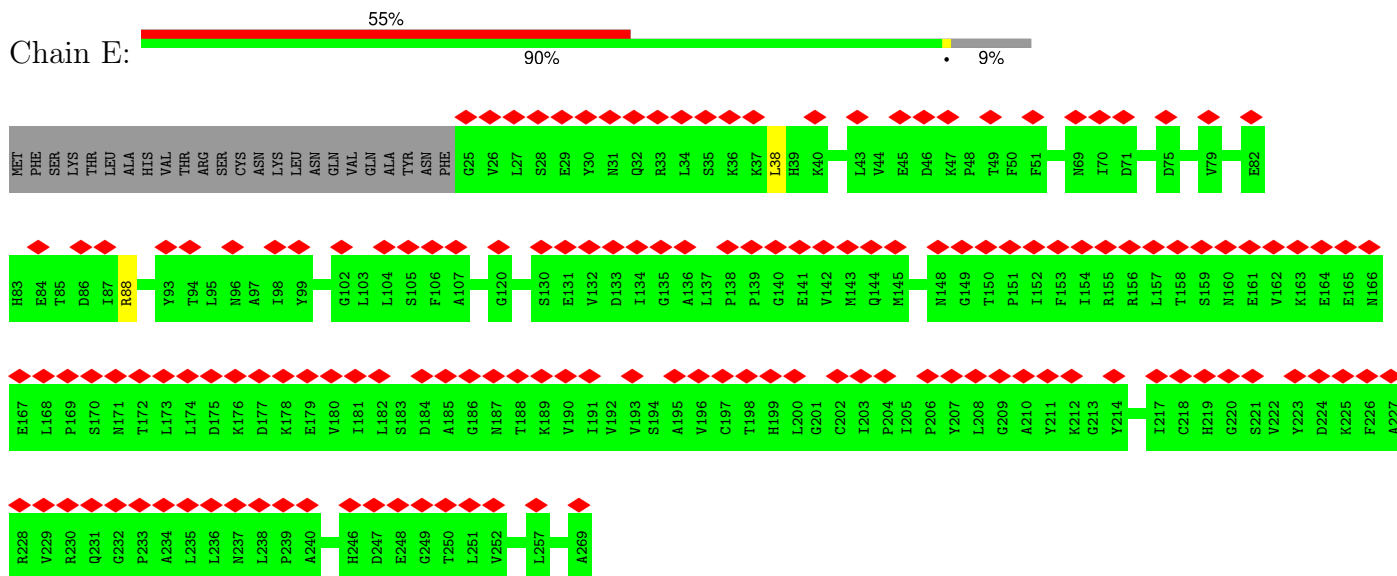 55%
Chain E:
90% • 9%
MET PHE SER LYS THR LEU ALA HIS VAL THR ARG SER CYS ASN LYS LEU ASN GLN VAL GLN ALA TYR ASN PHE G25 V26 L27 S28 E29 Y30 N31 Q32 R33 L34 S35 K36 K37 L38 H39 K40 L43 V44 E45 D46 K47 P48 T49 F50 F51 N69 I70 D71 D75 V79 E82
H83 E84 T85 D86 I87 R88 Y93 T94 L95 N96 A97 I98 Y99 G102 L103 L104 S105 F106 A107 G120 S130 E131 V132 D133 I134 G135 A136 L137 P138 P139 G140 E141 V142 M143 Q144 M145 N148 G149 T150 P151 I152 F153 I154 R155 R156 L157 T158 S159 N160 E161 V162 K163 E164 E165 N166
E167 L168 P169 S170 N171 T172 L173 L174 D175 K176 D177 K178 E179 V180 I181 L182 S183 D184 A185 G186 N187 T188 K189 V190 I191 V192 V193 S194 A195 V196 C197 T198 H199 L200 G201 C202 I203 P204 I205 P206 Y207 L208 G209 A210 Y211 K212 G213 Y214 I217 C218 H219 G220 S221 V222 Y223 D224 K225 F226 A227
R228 V229 R230 Q231 G232 P233 A234 L235 L236 N237 L238 P239 A240 H246 D247 E248 G249 T250 L251 V252 L257 A269